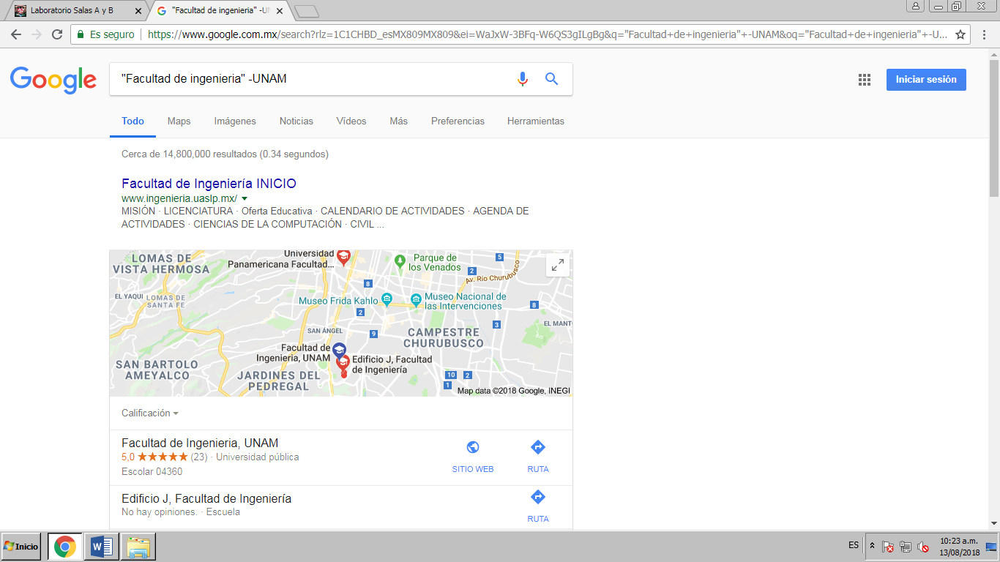 Laboratorio Salas A y B
"Facultad de ingenieria" -UN
Es seguro
https://www.google.com.mx/search?rlz=1C1CHBD_esMX809MX809&ei=WaJxW-3BFq-W6QS3gILgBg&q="Facultad+de+ingenieria"+-UNAM&oq="Facultad+de+ingenieria"+-U...
Google
"Facultad de ingenieria" -UNAM
Iniciar sesión
Todo Maps Imágenes Noticias Vídeos Más Preferencias Herramientas
Cerca de 14,800,000 resultados (0.34 segundos)
Facultad de Ingeniería INICIO
www.ingenieria.uaslp.mx/
MISIÓN · LICENCIATURA · Oferta Educativa · CALENDARIO DE ACTIVIDADES · AGENDA DE
ACTIVIDADES · CIENCIAS DE LA COMPUTACIÓN · CIVIL ...
LOMAS DE
VISTA HERMOSA
Universidad
Panamericana Facultad...
Parque de
los Venados
5
2
Av. Río Churubusco
8
EL YAQUI
LOMAS DE
SANTA FE
Museo Frida Kahlo
Museo Nacional de
las Intervenciones
8
2
SAN ÁNGEL
9
3
EL MANTO
CAMPESTRE
CHURUBUSCO
Facultad de
Ingenieria, UNAM
Edificio J, Facultad
de Ingeniería
SAN BARTOLO
AMEYALCO
JARDINES DEL
PEDREGAL
10
2
1
Map data ©2018 Google, INEGI
Calificación
Facultad de Ingenieria, UNAM
5,0 (23) · Universidad pública
Escolar 04360
SITIO WEB
RUTA
Edificio J, Facultad de Ingeniería
No hay opiniones. · Escuela
RUTA
Inicio
ES
10:23 a.m.
13/08/2018